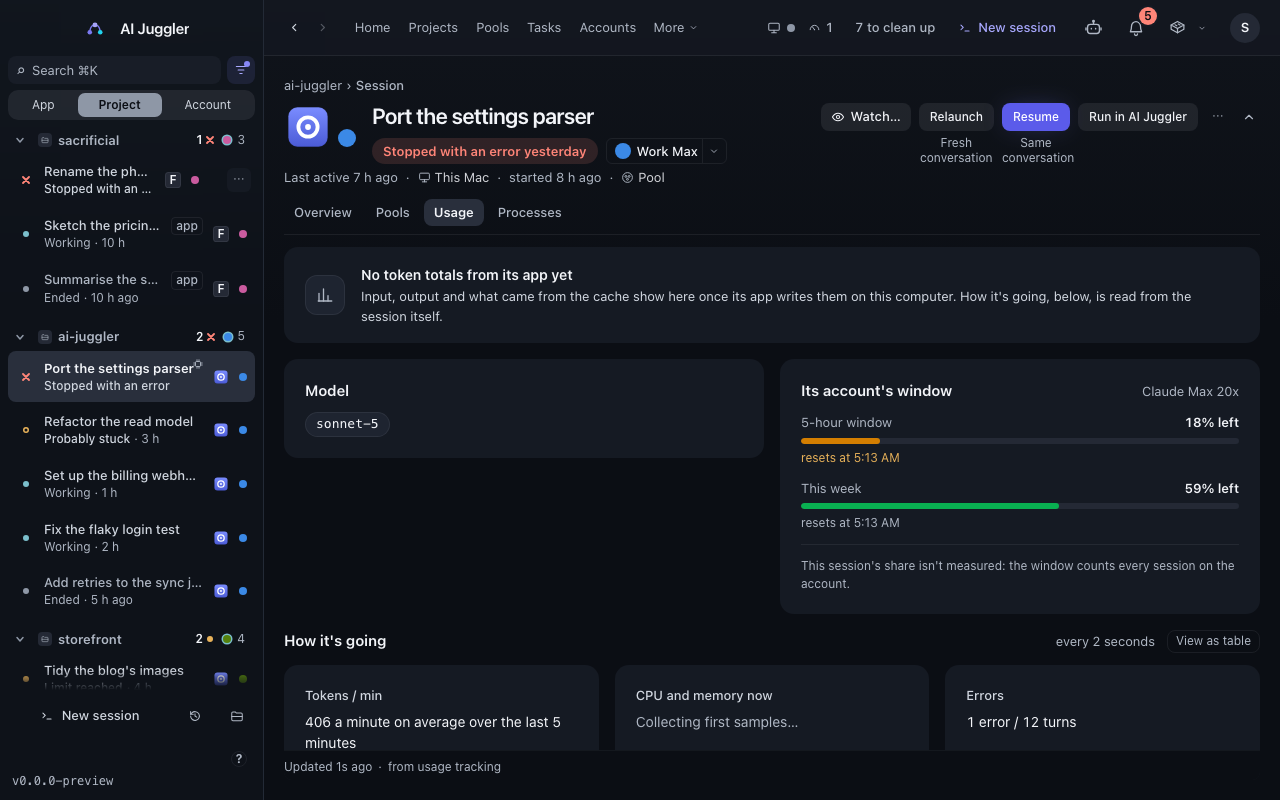 AI Juggler
Search ⌘K
App Project Account
sacrificial 1 3
Rename the ph... F
Stopped with an ...
Sketch the pricin... app F
Working · 10 h
Summarise the s... app F
Ended · 10 h ago
ai-juggler 2 5
Port the settings parser
Stopped with an error
Refactor the read model
Probably stuck · 3 h
Set up the billing webh...
Working · 1 h
Fix the flaky login test
Working · 2 h
Add retries to the sync j...
Ended · 5 h ago
storefront 2 4
Tidy the blog's images
Limit reached · 4 h
New session
?
v0.0.0-preview
Home Projects Pools Tasks Accounts More 1 7 to clean up New session 5 S
ai-juggler › Session
Port the settings parser
Stopped with an error yesterday Work Max
Watch... Relaunch Resume Run in AI Juggler ...
Fresh conversation
Same conversation
Last active 7 h ago · This Mac · started 8 h ago · Pool
Overview Pools Usage Processes
No token totals from its app yet
Input, output and what came from the cache show here once its app writes them on this computer. How it's going, below, is read from the
session itself.
Model
sonnet-5
Its account's window Claude Max 20x
5-hour window 18% left
resets at 5:13 AM
This week 59% left
resets at 5:13 AM
This session's share isn't measured: the window counts every session on the
account.
How it's going every 2 seconds View as table
Tokens / min
406 a minute on average over the last 5
minutes
CPU and memory now
Collecting first samples...
Errors
1 error / 12 turns
Updated 1s ago · from usage tracking